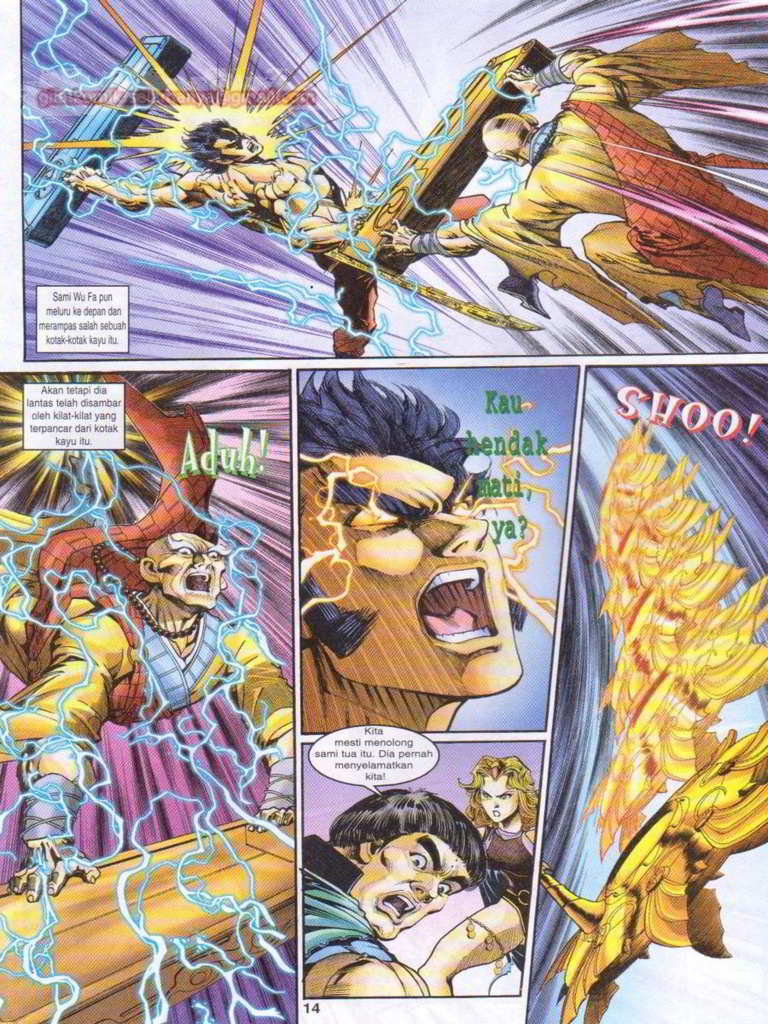 Sami Wu Fa pun
meluru ke depan dan
merampas salah sebuah
kotak-kotak kayu itu.
Akan tetapi dia
lantas telah disambar
oleh kilat-kilat yang
terpancar dari kotak
kayu itu.
Aduh!
Kau
hendak
mati,
ya?
SHOO!
Kita
mesti menolong
sami tua itu. Dia pernah
menyelamatkan
kita!
14